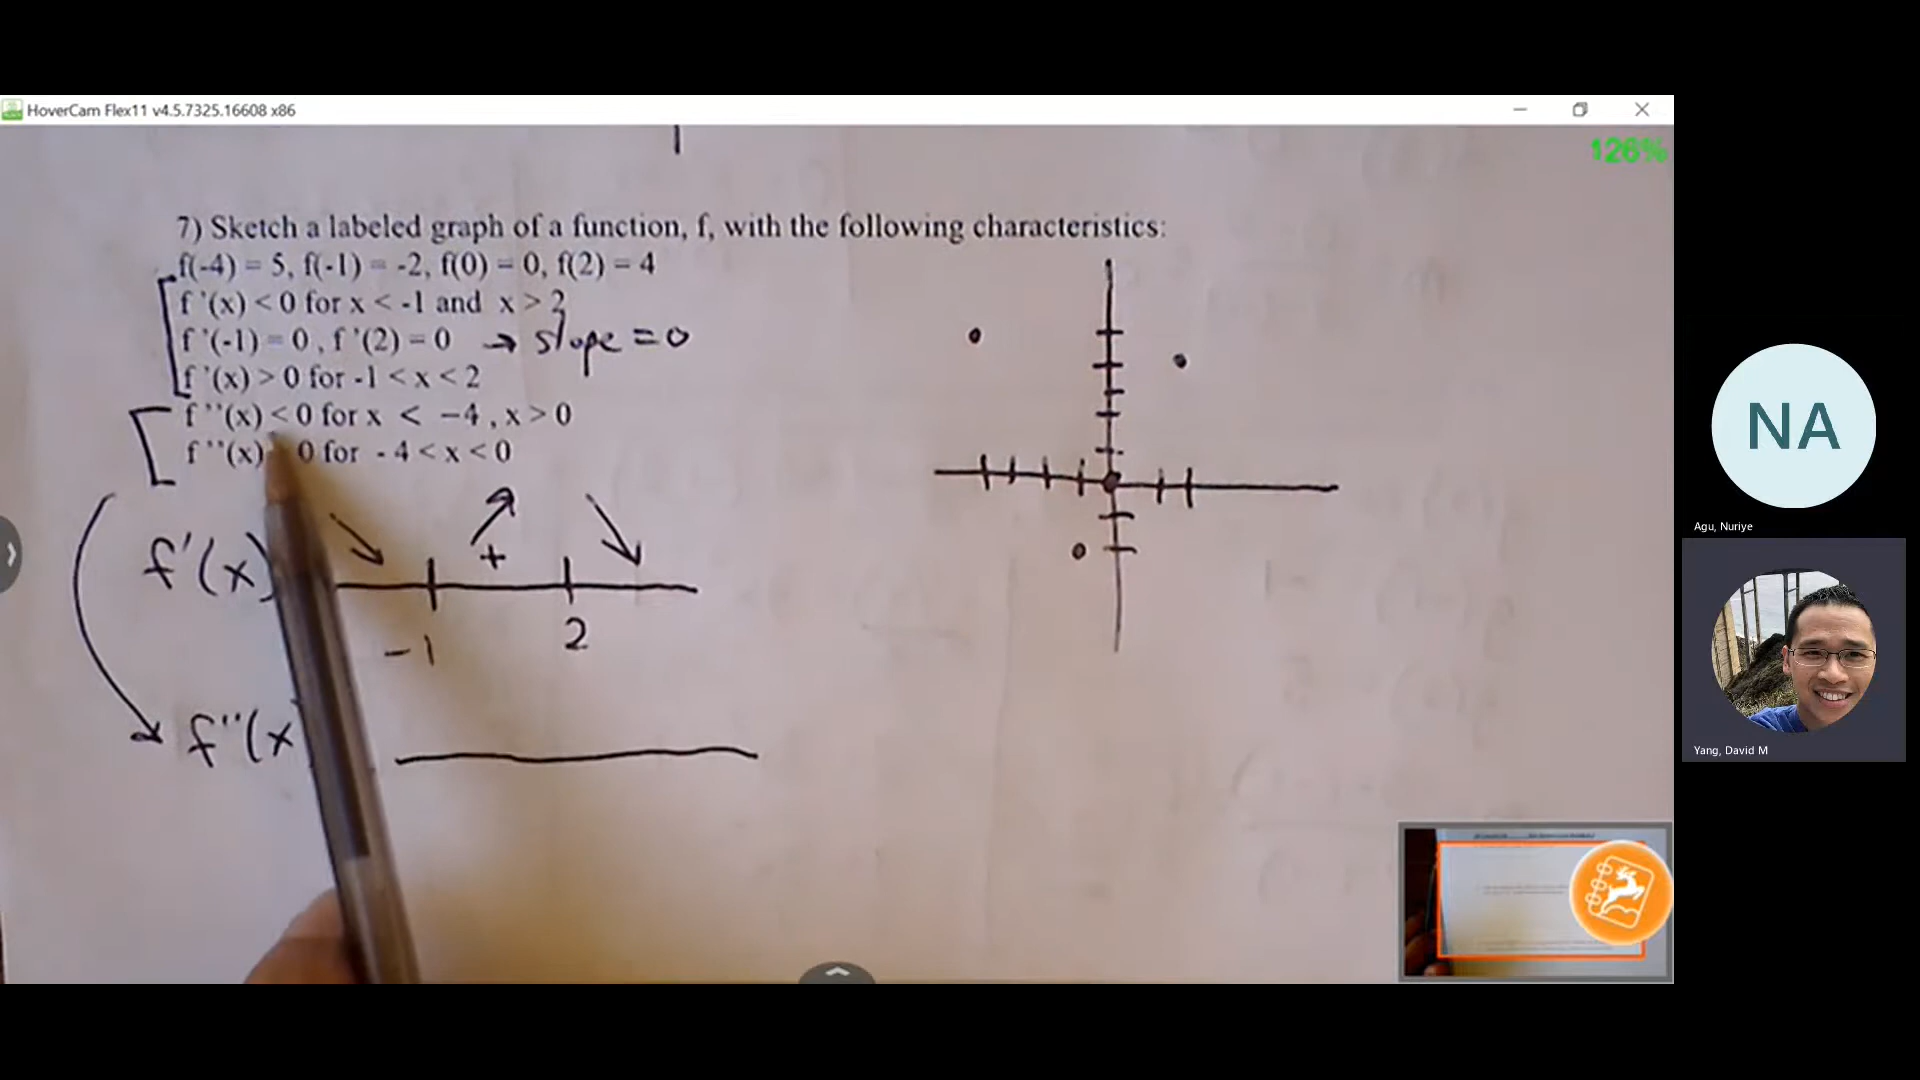 HoverCam Flex11 v4.5.7325.16608 x86
126%
7) Sketch a labeled graph of a function, f, with the following characteristics:
f(-4) = 5, f(-1) = -2, f(0) = 0, f(2) = 4
f '(x) < 0 for x < -1 and x > 2
f '(-1) = 0 , f '(2) = 0 → slope = 0
f '(x) > 0 for -1 < x < 2
f ''(x) < 0 for x < -4 , x > 0
f ''(x) 0 for - 4 < x < 0
f'(x) +
-1 2
f''(x
NA
Agu, Nuriye
Yang, David M